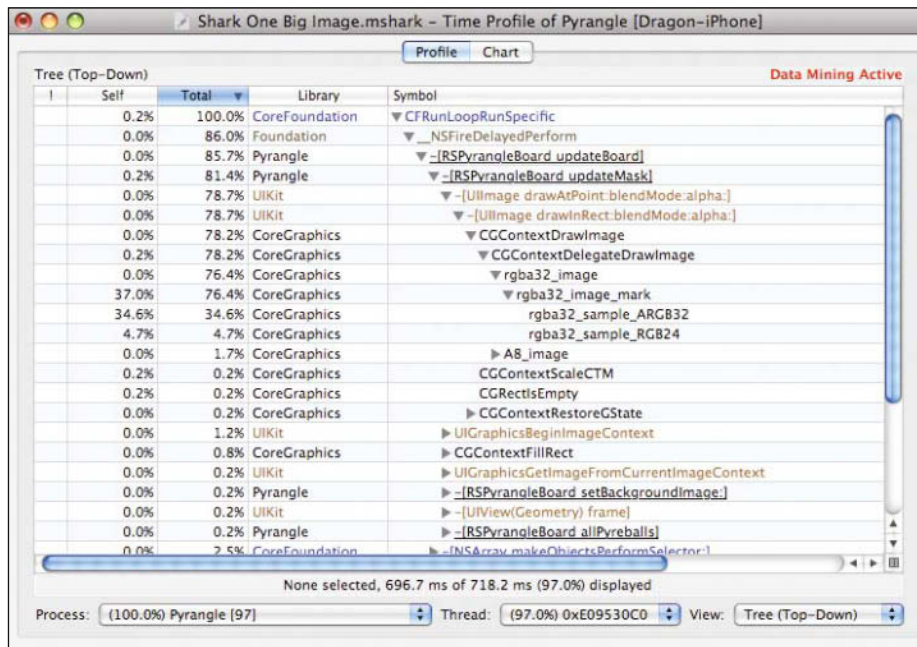 Shark One Big Image.mshark – Time Profile of Pyrangle [Dragon-iPhone]
Profile Chart
Tree (Top-Down) Data Mining Active
! Self Total Library Symbol
0.2% 100.0% CoreFoundation CFRunLoopRunSpecific
0.0% 86.0% Foundation __NSFireDelayedPerform
0.0% 85.7% Pyrangle -[RSPyrangleBoard updateBoard]
0.2% 81.4% Pyrangle -[RSPyrangleBoard updateMask]
0.0% 78.7% UIKit -[UIImage drawAtPoint:blendMode:alpha:]
0.0% 78.7% UIKit -[UIImage drawInRect:blendMode:alpha:]
0.0% 78.2% CoreGraphics CGContextDrawImage
0.2% 78.2% CoreGraphics CGContextDelegateDrawImage
0.0% 76.4% CoreGraphics rgba32_image
37.0% 76.4% CoreGraphics rgba32_image_mark
34.6% 34.6% CoreGraphics rgba32_sample_ARGB32
4.7% 4.7% CoreGraphics rgba32_sample_RGB24
0.0% 1.7% CoreGraphics A8_image
0.2% 0.2% CoreGraphics CGContextScaleCTM
0.2% 0.2% CoreGraphics CGRectIsEmpty
0.0% 0.2% CoreGraphics CGContextRestoreGState
0.0% 1.2% UIKit UIGraphicsBeginImageContext
0.0% 0.8% CoreGraphics CGContextFillRect
0.0% 0.2% UIKit UIGraphicsGetImageFromCurrentImageContext
0.0% 0.2% Pyrangle -[RSPyrangleBoard setBackgroundImage:]
0.0% 0.2% UIKit -[UIView(Geometry) frame]
0.0% 0.2% Pyrangle -[RSPyrangleBoard allPyreballs]
0.0% 2.5% CoreFoundation -[NSArray makeObjectsPerformSelector:]
None selected, 696.7 ms of 718.2 ms (97.0%) displayed
Process: (100.0%) Pyrangle [97] Thread: (97.0%) 0xE09530C0 View: Tree (Top-Down)